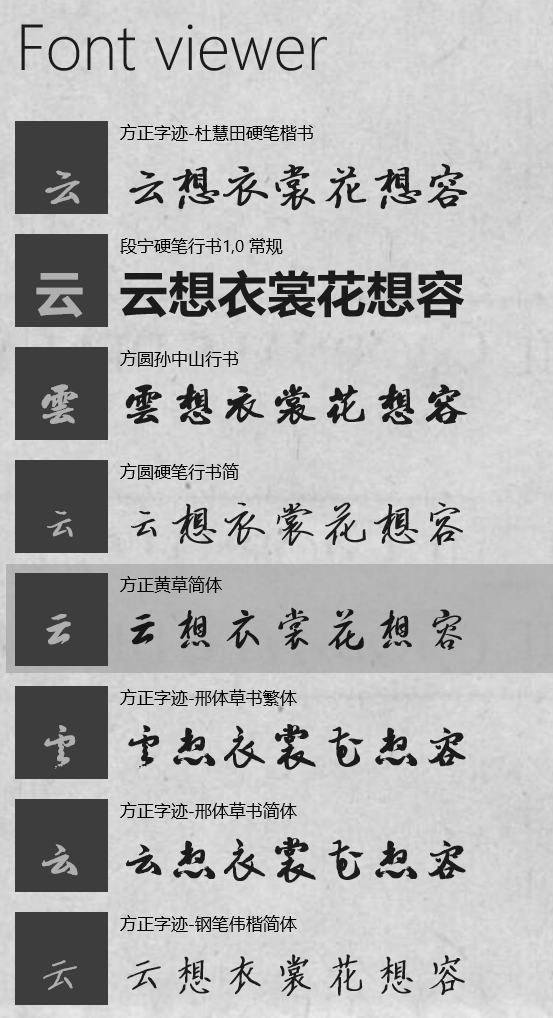 Font viewer
方正字迹-杜慧田硬笔楷书
云 云想衣裳花想容
段宁硬笔行书1,0 常规
云 云想衣裳花想容
方圆孙中山行书
雲 雲想衣裳花想容
方圆硬笔行书简
云 云想衣裳花想容
方正黄草简体
云 云想衣裳花想容
方正字迹-邢体草书繁体
雲 雲想衣裳花想容
方正字迹-邢体草书简体
云 云想衣裳花想容
方正字迹-钢笔伟楷简体
云 云想衣裳花想容